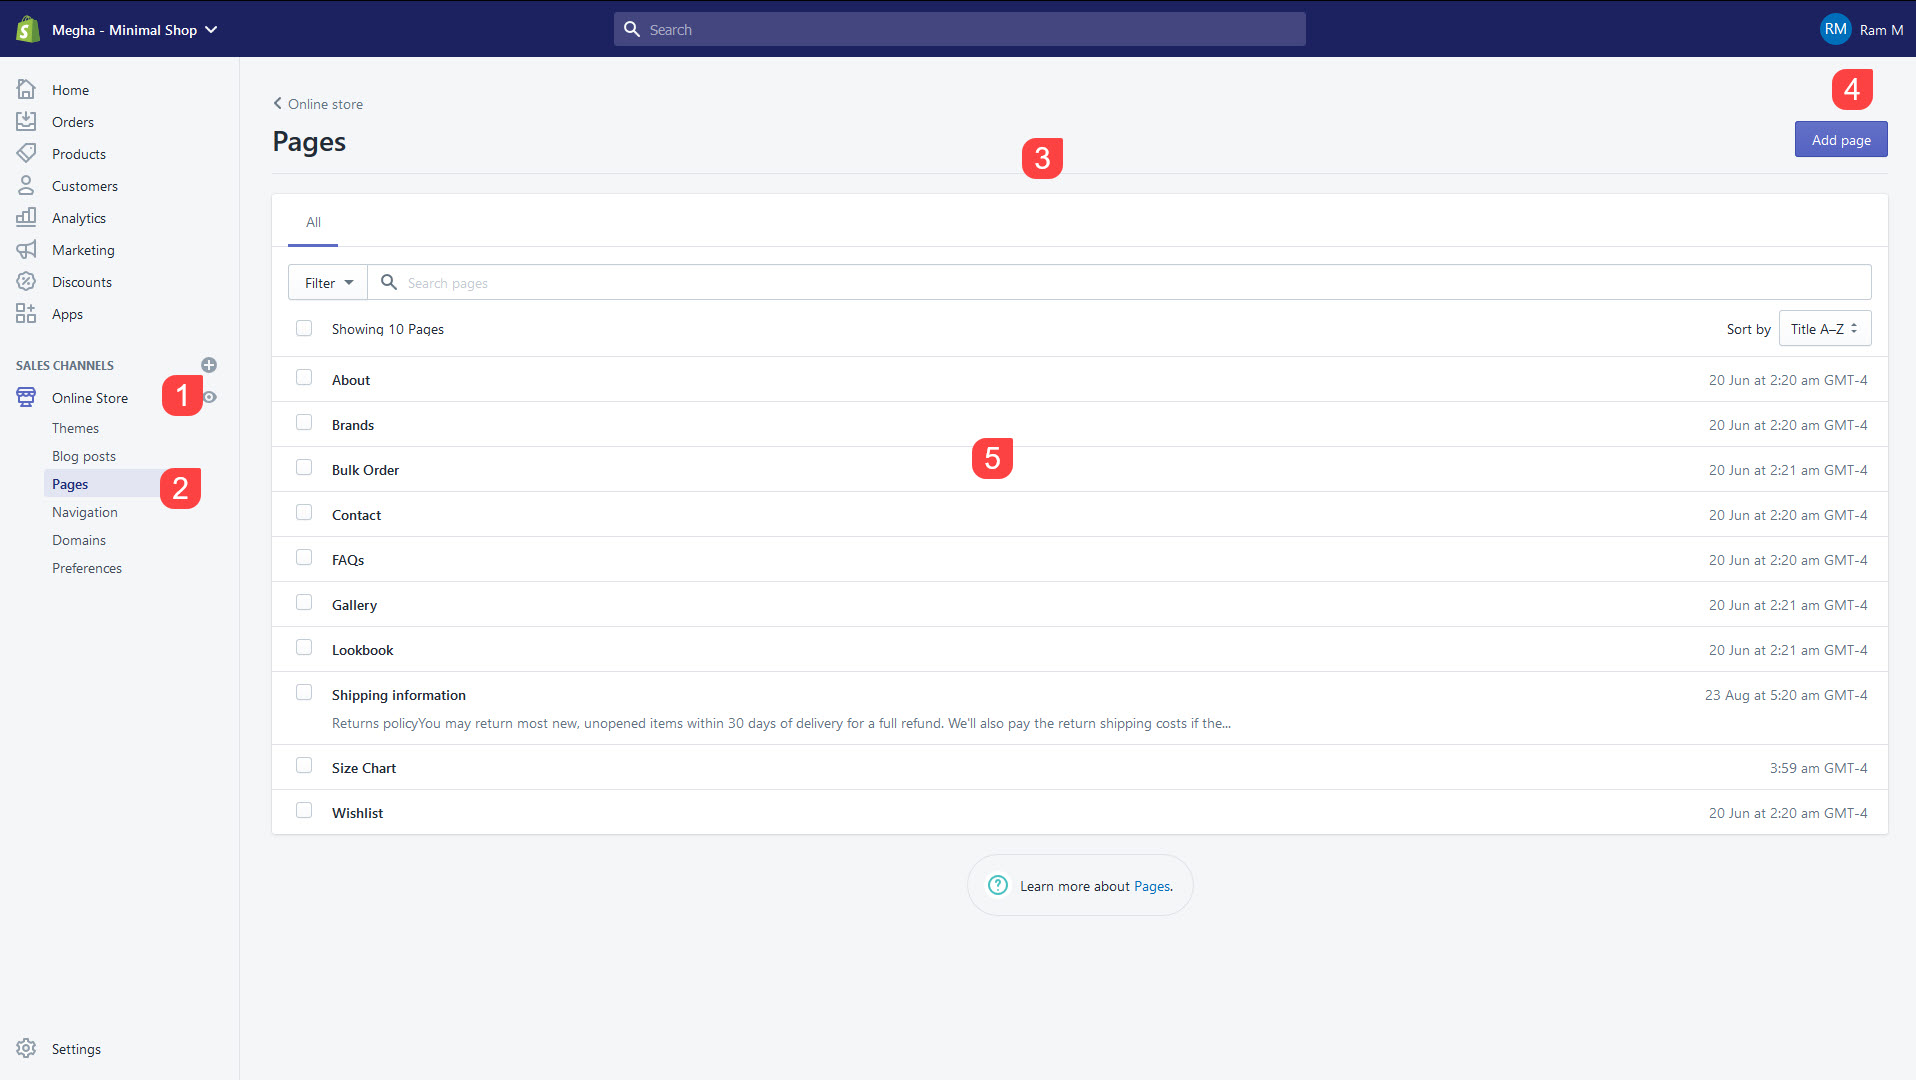 Megha - Minimal Shop
Search
RM Ram M
Home
Orders
Products
Customers
Analytics
Marketing
Discounts
Apps
SALES CHANNELS
Online Store 1
Themes
Blog posts
Pages 2
Navigation
Domains
Preferences
Settings
Online store
4
Pages
3
Add page
All
Filter
Search pages
Showing 10 Pages
Sort by Title A–Z
About 20 Jun at 2:20 am GMT-4
Brands 20 Jun at 2:20 am GMT-4
5
Bulk Order 20 Jun at 2:21 am GMT-4
Contact 20 Jun at 2:20 am GMT-4
FAQs 20 Jun at 2:20 am GMT-4
Gallery 20 Jun at 2:21 am GMT-4
Lookbook 20 Jun at 2:21 am GMT-4
Shipping information 23 Aug at 5:20 am GMT-4
Returns policyYou may return most new, unopened items within 30 days of delivery for a full refund. We'll also pay the return shipping costs if the...
Size Chart 3:59 am GMT-4
Wishlist 20 Jun at 2:20 am GMT-4
Learn more about Pages.